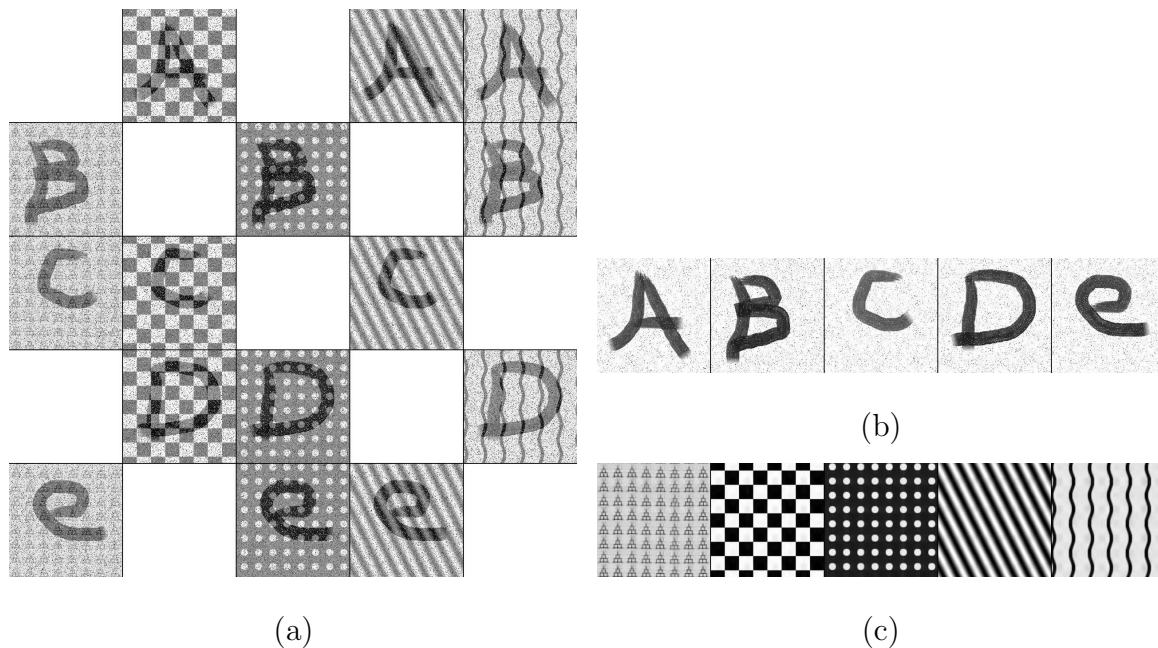 A A A
B B B
C C C
D D D
e e e
A B C D e
(b)
(a)
(c)